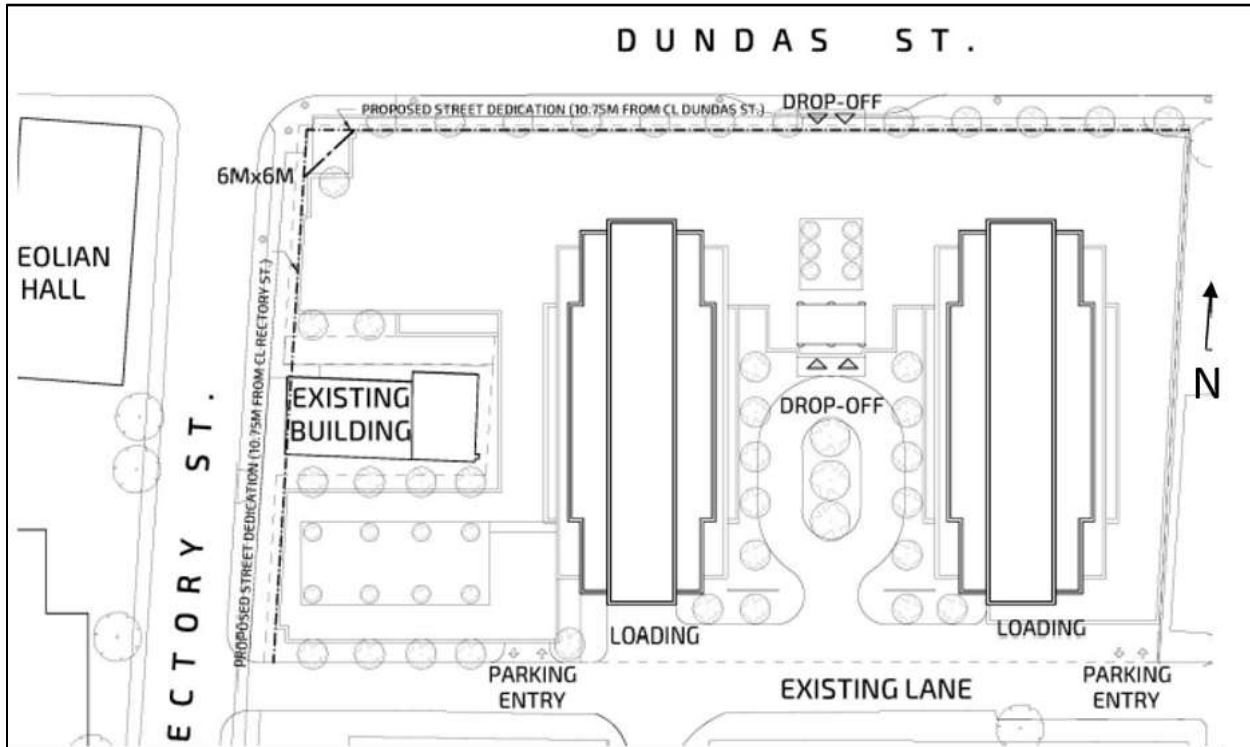 DUNDAS ST.
PROPOSED STREET DEDICATION (10.75M FROM CL DUNDAS ST.)
DROP-OFF
6Mx6M
EOLIAN
HALL
PROPOSED STREET DEDICATION (10.75M FROM CL RECTORY ST.)
ECTORY ST.
EXISTING
BUILDING
DROP-OFF
N
LOADING
LOADING
PARKING
ENTRY
EXISTING LANE
PARKING
ENTRY